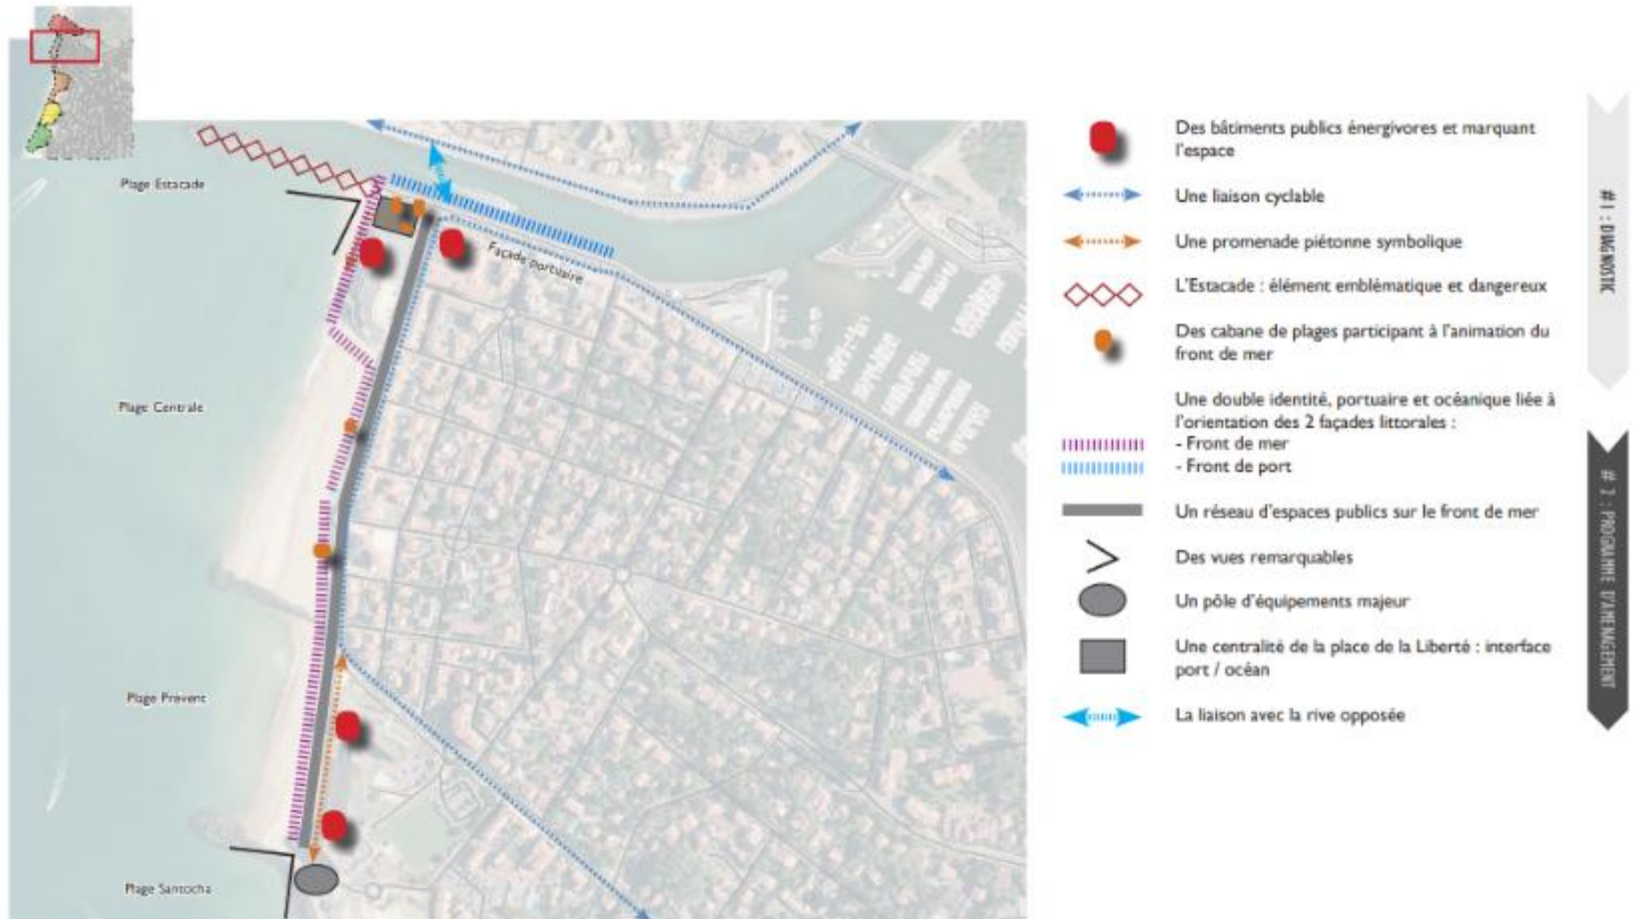 Plage Estacade
Façade portuaire
Plage Centrale
Plage Prévent
Plage Santocha
Des bâtiments publics énergivores et marquant
l'espace
Une liaison cyclable
Une promenade piétonne symbolique
L'Estacade : élément emblématique et dangereux
Des cabane de plages participant à l'animation du
front de mer
Une double identité, portuaire et océanique liée à
l'orientation des 2 façades littorales :
- Front de mer
- Front de port
Un réseau d'espaces publics sur le front de mer
Des vues remarquables
Un pôle d'équipements majeur
Une centralité de la place de la Liberté : interface
port / océan
La liaison avec la rive opposée
# 1 : DIAGNOSTIC
# 2 : PROGRAMME D'AMENAGEMENT